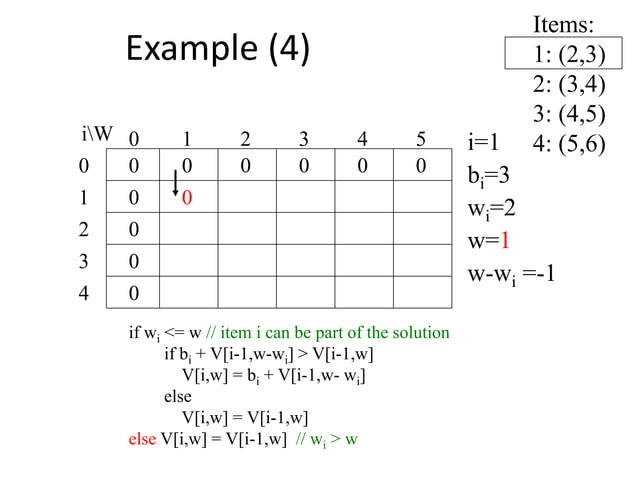 Example (4)
Items:
1: (2,3)
2: (3,4)
3: (4,5)
4: (5,6)
i\W 0 1 2 3 4 5
0 0 0 0 0 0 0
1 0 0
2 0
3 0
4 0
i=1
bi=3
wi=2
w=1
w-wi =-1
if wi <= w // item i can be part of the solution
if bi + V[i-1,w-wi] > V[i-1,w]
V[i,w] = bi + V[i-1,w- wi]
else
V[i,w] = V[i-1,w]
else V[i,w] = V[i-1,w] // wi > w